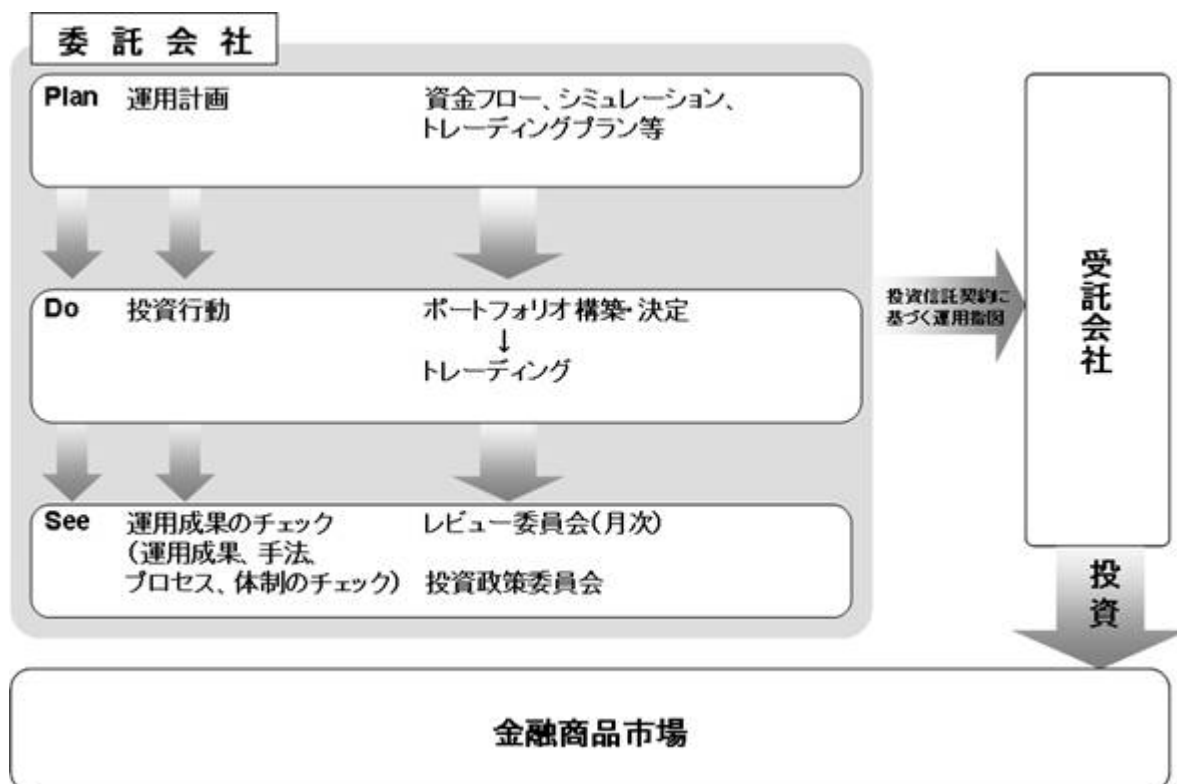 委託会社
Plan 運用計画 資金フロー、シミュレーション、
トレーディングプラン等
Do 投資行動 ポートフォリオ構築・決定
↓
トレーディング
See 運用成果のチェック レビュー委員会(月次)
(運用成果、手法、
プロセス、体制のチェック) 投資政策委員会
投資信託契約に
基づく運用指図
受託会社
投資
金融商品市場